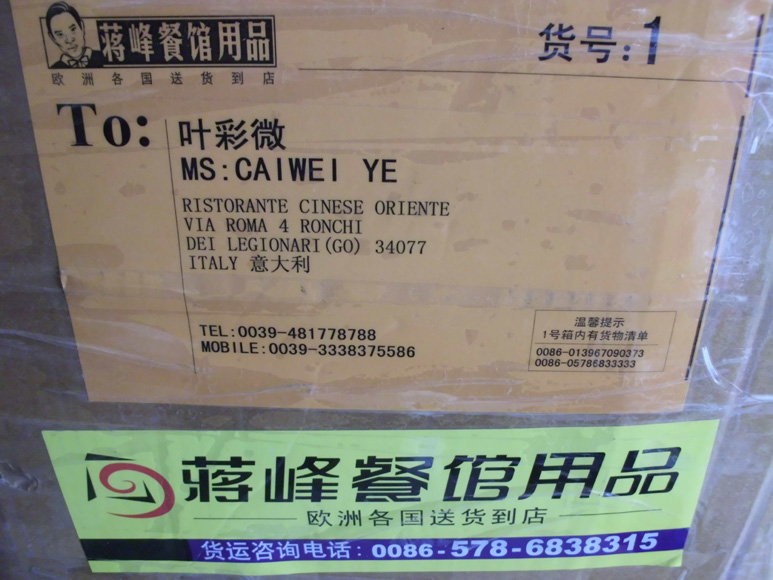 蒋峰餐馆用品
欧洲各国送货到店
货号:1
To:
叶彩微
MS:CAIWEI YE
RISTORANTE CINESE ORIENTE
VIA ROMA 4 RONCHI
DEI LEGIONARI(GO) 34077
ITALY 意大利
TEL:0039-481778788
MOBILE:0039-3338375586
温馨提示
1号箱内有货物清单
0086-013967090373
0086-05786833333
蒋峰餐馆用品
欧洲各国送货到店
货运咨询电话: 0086-578-6838315